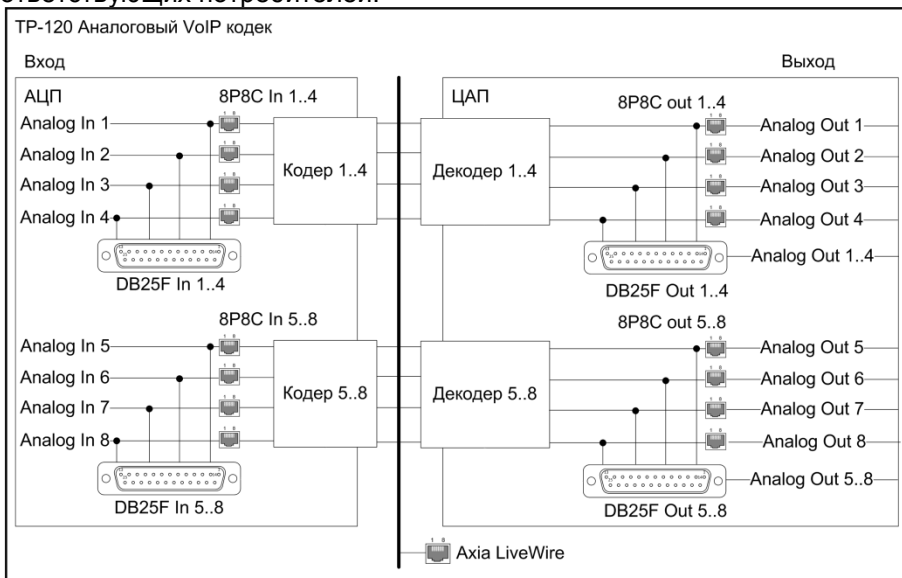 ответствующих потребителей.
TP-120 Аналоговый VoIP кодек
Вход
Выход
АЦП
8P8C In 1..4
Analog In 1
Analog In 2
Analog In 3
Analog In 4
Кодер 1..4
DB25F In 1..4
ЦАП
8P8C out 1..4
Декодер 1..4
Analog Out 1
Analog Out 2
Analog Out 3
Analog Out 4
Analog Out 1..4
DB25F Out 1..4
8P8C In 5..8
Analog In 5
Analog In 6
Analog In 7
Analog In 8
Кодер 5..8
DB25F In 5..8
8P8C out 5..8
Декодер 5..8
Analog Out 5
Analog Out 6
Analog Out 7
Analog Out 8
Analog Out 5..8
DB25F Out 5..8
Axia LiveWire